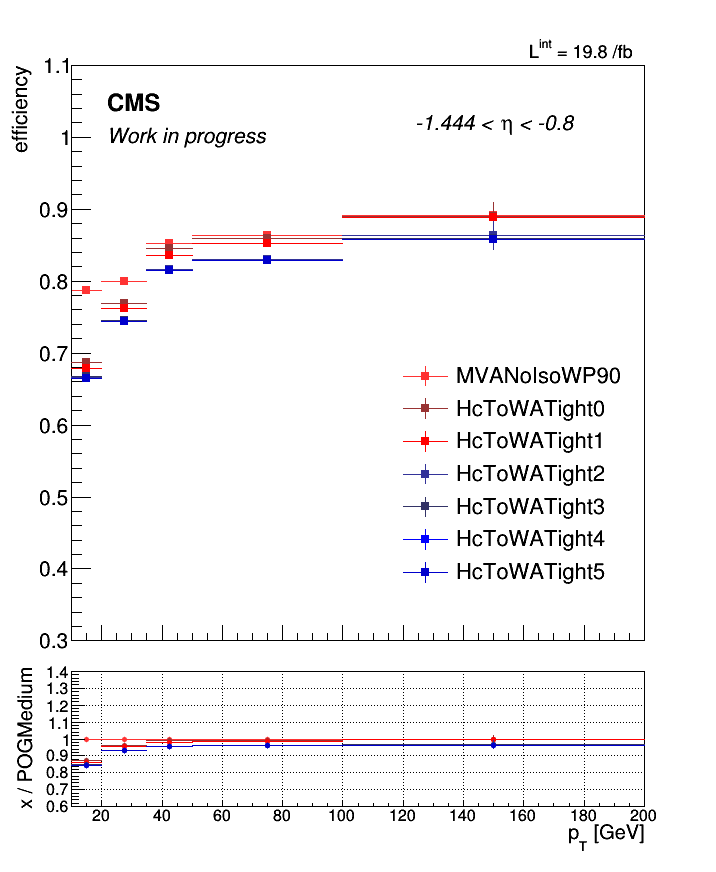 L^int = 19.8 /fb
efficiency
1.1
CMS
Work in progress
-1.444 < η < -0.8
1
0.9
0.8
0.7
0.6
0.5
0.4
0.3
MVANoIsoWP90
HcToWATight0
HcToWATight1
HcToWATight2
HcToWATight3
HcToWATight4
HcToWATight5
x / POGMedium
1.4
1.3
1.2
1.1
1
0.9
0.8
0.7
0.6
20 40 60 80 100 120 140 160 180 200
p_T [GeV]